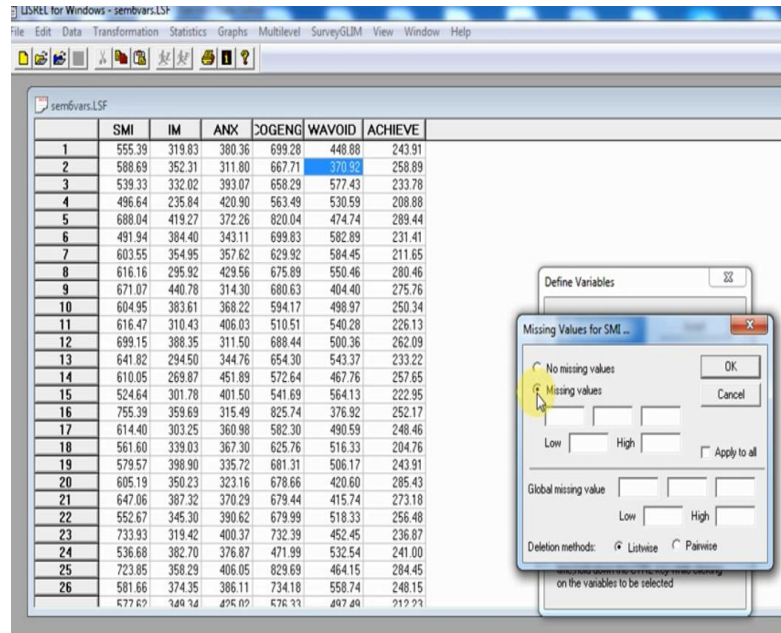 LISREL for Windows - sem6vars.LSF
File Edit Data Transformation Statistics Graphs Multilevel SurveyGLIM View Window Help
sem6vars.LSF
SMI IM ANX COGENG WAVOID ACHIEVE
1 555.39 319.83 380.36 699.28 448.88 243.91
2 588.69 352.31 311.80 667.71 370.92 258.89
3 539.33 332.02 393.07 658.29 577.43 233.78
4 496.64 235.84 420.90 563.49 530.59 208.88
5 688.04 419.27 372.26 820.04 474.74 289.44
6 491.94 384.40 343.11 699.83 582.89 231.41
7 603.55 354.95 357.62 629.92 584.45 211.65
8 616.16 295.92 429.56 675.89 550.46 280.46
9 671.07 440.78 314.30 680.63 404.40 275.76
10 604.95 383.61 368.22 594.17 498.97 250.34
11 616.47 310.43 406.03 510.51 540.28 226.13
12 699.15 388.35 311.50 688.44 500.36 262.09
13 641.82 294.50 344.76 654.30 543.37 233.22
14 610.05 269.87 451.89 572.64 467.76 257.65
15 524.64 301.78 401.50 541.69 564.13 222.95
16 755.39 359.69 315.49 825.74 376.92 252.17
17 614.40 303.25 360.98 582.30 490.59 248.46
18 561.60 339.03 367.30 625.76 516.33 204.76
19 579.57 398.90 335.72 681.31 506.17 243.91
20 605.19 350.23 323.16 678.66 420.60 285.43
21 647.06 387.32 370.29 679.44 415.74 273.18
22 552.67 345.30 390.62 679.99 518.33 256.48
23 733.93 319.42 400.37 732.39 452.45 236.87
24 536.68 382.70 376.87 471.99 532.54 241.00
25 723.85 358.29 406.05 829.69 464.15 284.45
26 581.66 374.35 386.11 734.18 558.74 248.15
577.62 349.34 425.02 576.33 497.49 212.23
Define Variables
Missing Values for SMI ...
No missing values
OK
Missing values
Cancel
Low High
Apply to all
Global missing value
Low High
Deletion methods: Listwise Pairwise
on the variables to be selected